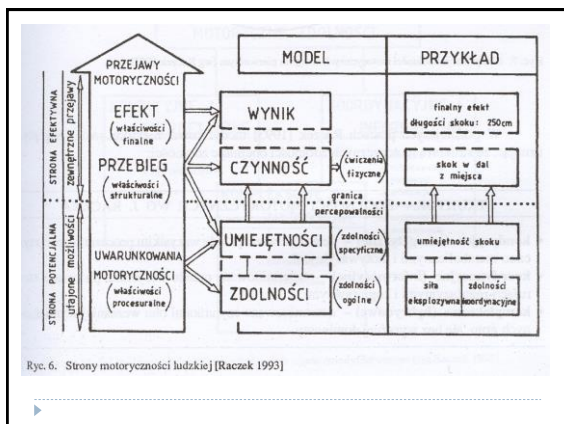 PRZEJAWY
MOTORYCZNOŚCI
MODEL
PRZYKŁAD
STRONA EFEKTYWNA
zewnętrzne przejawy
EFEKT
(właściwości
finalne)
WYNIK
finalny efekt
długości skoku: 250cm
PRZEBIEG
(właściwości
strukturalne)
CZYNNOŚĆ
(ćwiczenia
fizyczne)
skok w dal
z miejsca
granica
percepowalności
STRONA POTENCJALNA
utajone możliwości
UWARUNKOWANIA
MOTORYCZNOŚCI
(właściwości
procesuralne)
UMIEJĘTNOŚCI
(zdolności
specyficzne)
umiejętność skoku
ZDOLNOŚCI
(zdolności
ogólne)
siła
eksplozywna
zdolności
koordynacyjne
Ryc. 6. Strony motoryczności ludzkiej [Raczek 1993]